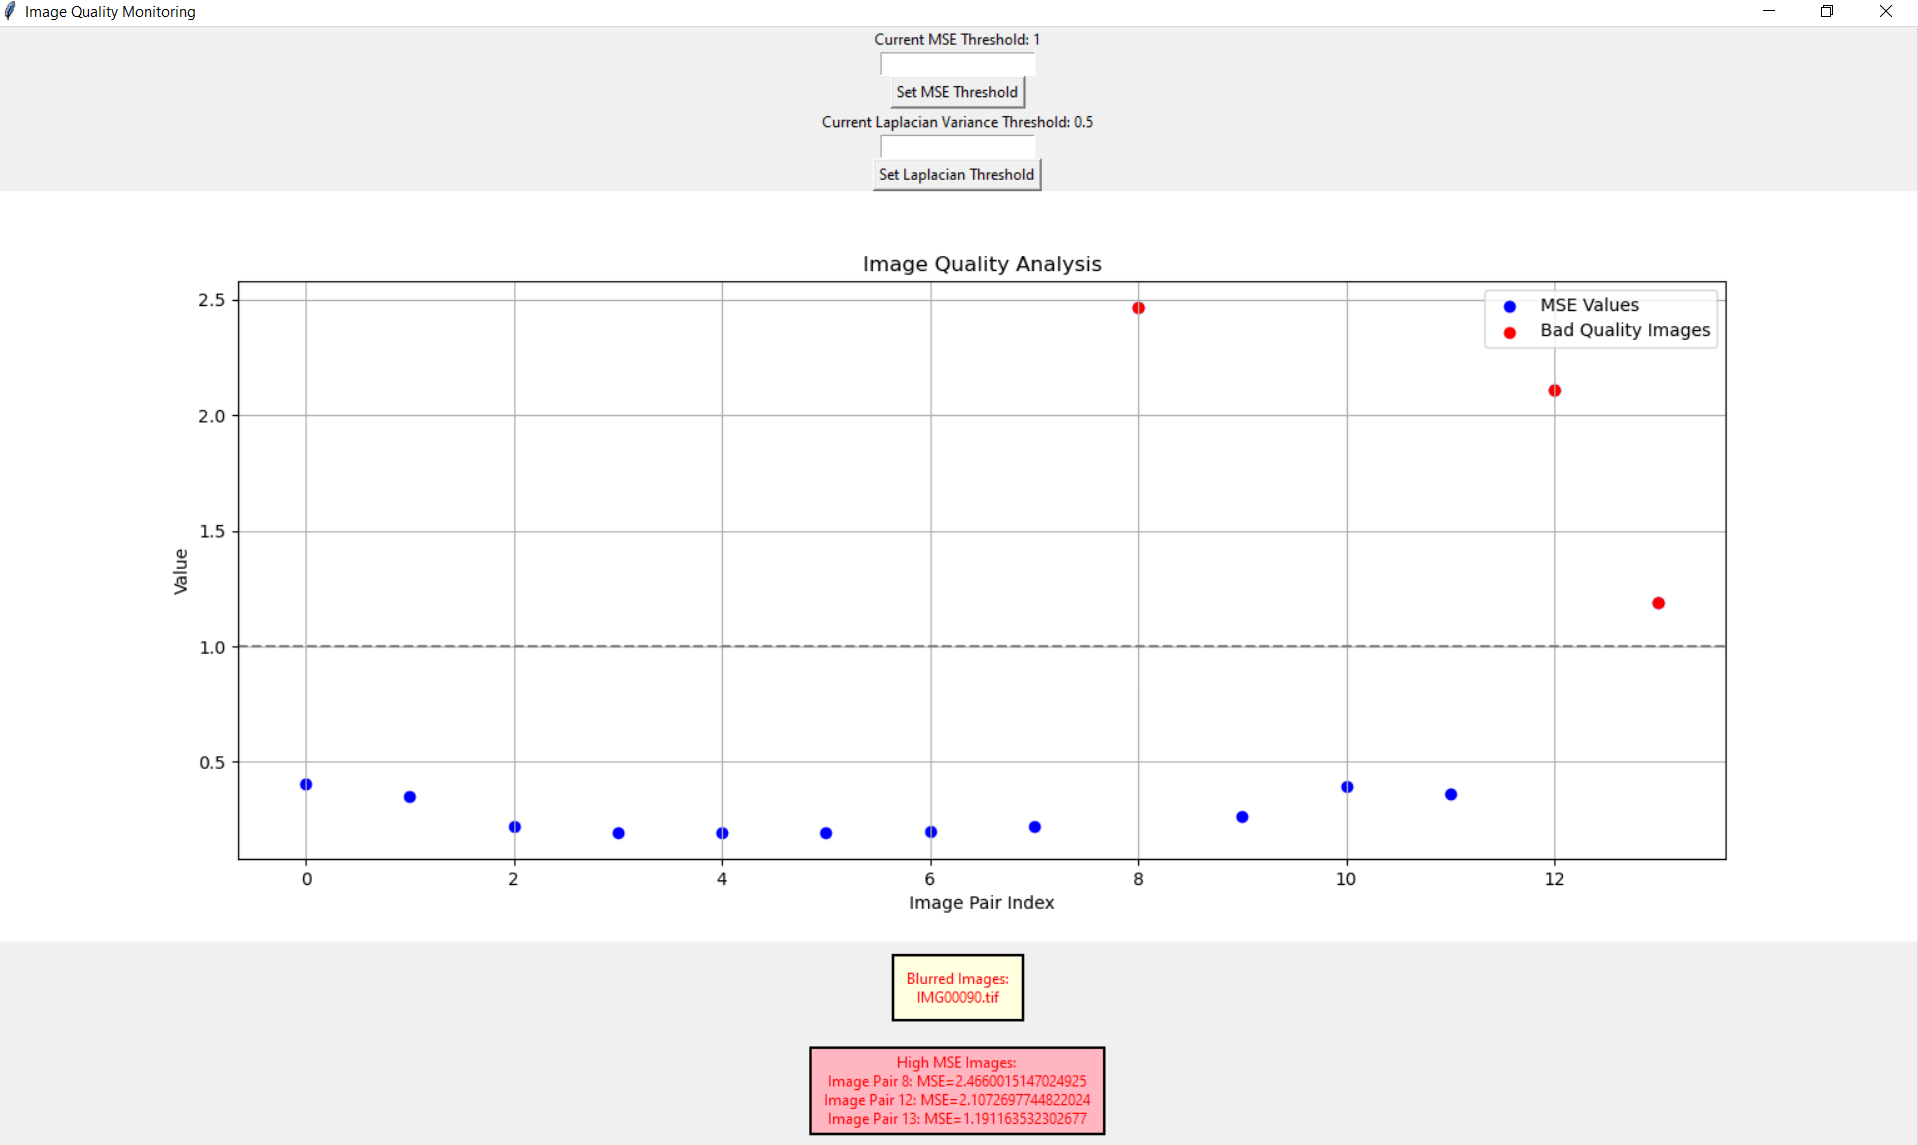 Image Quality Monitoring
Current MSE Threshold: 1
Set MSE Threshold
Current Laplacian Variance Threshold: 0.5
Set Laplacian Threshold
Image Quality Analysis
MSE Values
Bad Quality Images
2.5
2.0
1.5
1.0
0.5
Value
0 2 4 6 8 10 12
Image Pair Index
Blurred Images:
IMG00090.tif
High MSE Images:
Image Pair 8: MSE=2.4660015147024925
Image Pair 12: MSE=2.1072697744822024
Image Pair 13: MSE=1.191163532302677